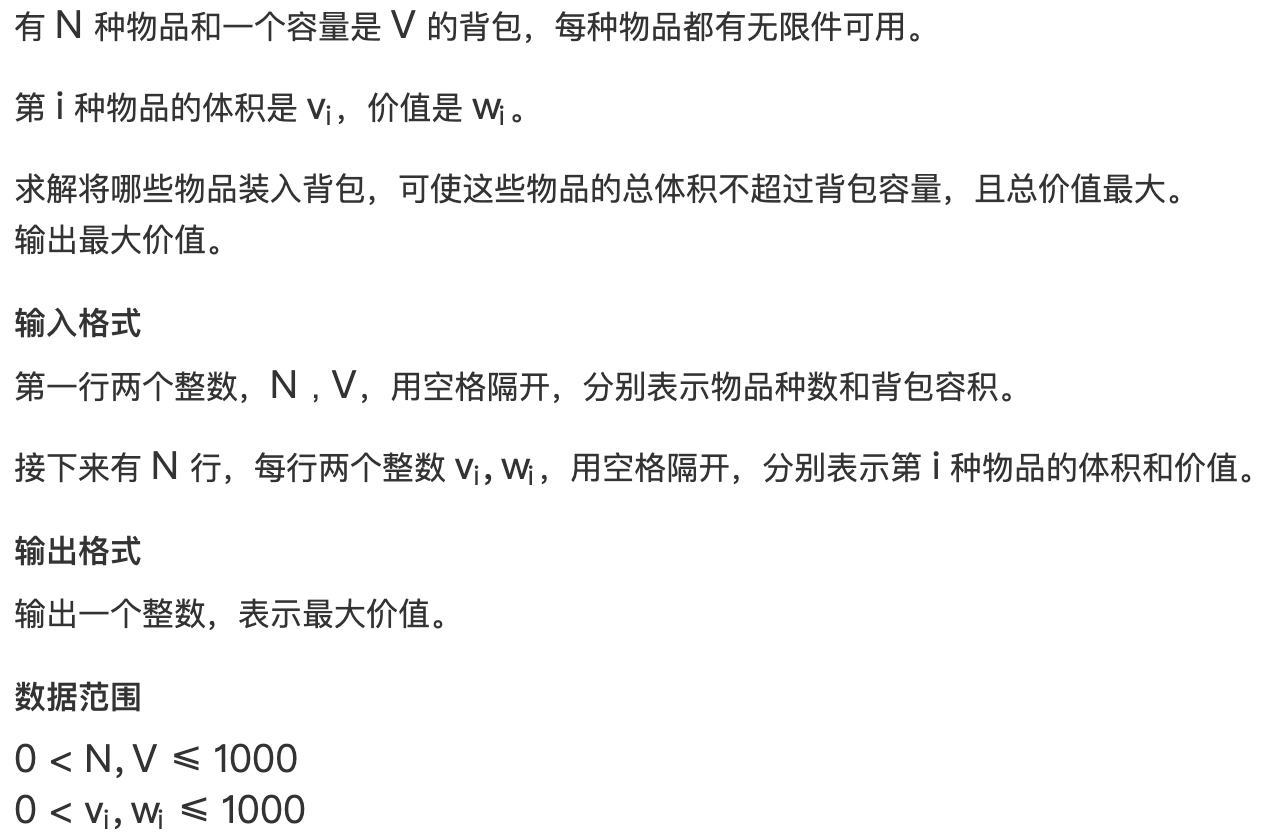 有 N 种物品和一个容量是 V 的背包，每种物品都有无限件可用。
第 i 种物品的体积是 vᵢ，价值是 wᵢ。
求解将哪些物品装入背包，可使这些物品的总体积不超过背包容量，且总价值最大。
输出最大价值。
输入格式
第一行两个整数，N , V，用空格隔开，分别表示物品种数和背包容积。
接下来有 N 行，每行两个整数 vᵢ, wᵢ，用空格隔开，分别表示第 i 种物品的体积和价值。
输出格式
输出一个整数，表示最大价值。
数据范围
0 < N, V ⩽ 1000
0 < vᵢ, wᵢ ⩽ 1000